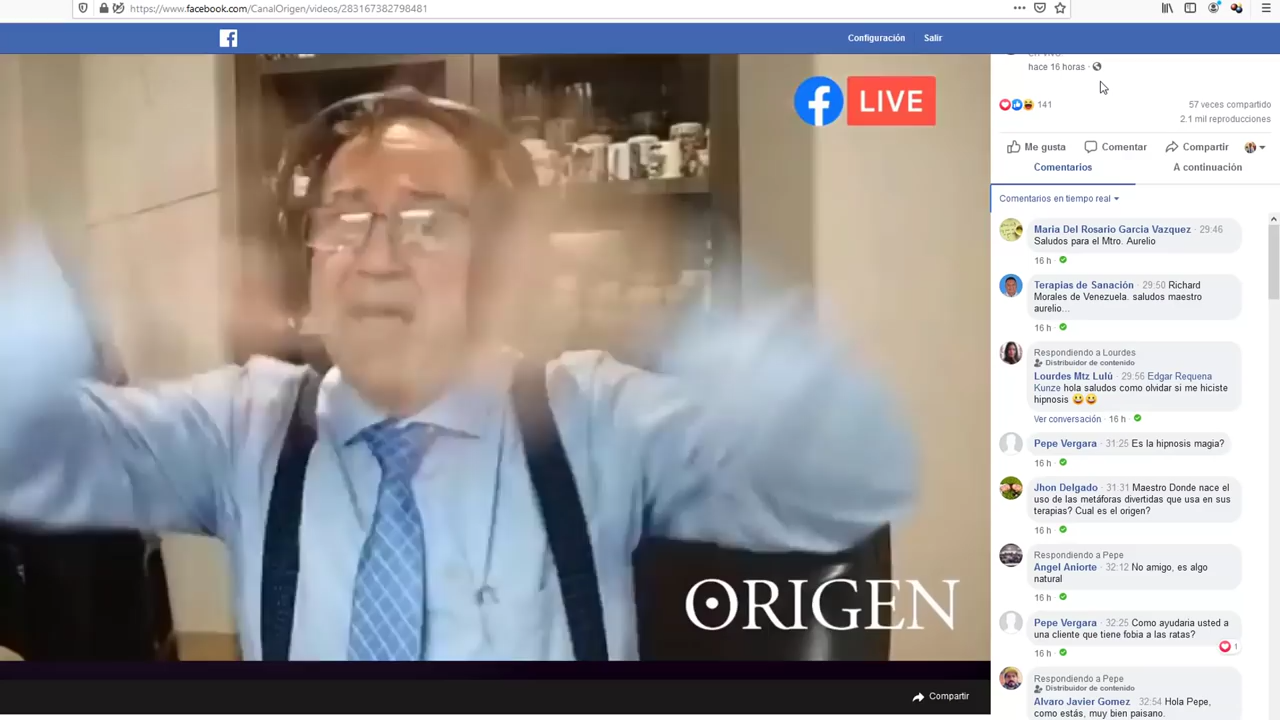 https://www.facebook.com/CanalOrigen/videos/283167382798481
Configuración
Salir
LIVE
ORIGEN
Compartir
hace 16 horas ·
141
57 veces compartido
2.1 mil reproducciones
Me gusta
Comentar
Compartir
Comentarios
A continuación
Comentarios en tiempo real
Maria Del Rosario Garcia Vazquez · 29:46
Saludos para el Mtro. Aurelio
16 h ·
Terapias de Sanación · 29:50 Richard
Morales de Venezuela. saludos maestro
aurelio...
16 h ·
Respondiendo a Lourdes
Distribuidor de contenido
Lourdes Mtz Lulú · 29:56 Edgar Requena
Kunze hola saludos como olvidar si me hiciste
hipnosis
Ver conversación · 16 h ·
Pepe Vergara · 31:25 Es la hipnosis magia?
16 h ·
Jhon Delgado · 31:31 Maestro Donde nace el
uso de las metáforas divertidas que usa en sus
terapias? Cual es el origen?
16 h ·
Respondiendo a Pepe
Angel Aniorte · 32:12 No amigo, es algo
natural
16 h ·
Pepe Vergara · 32:25 Como ayudaria usted a
una cliente que tiene fobia a las ratas?
1
16 h ·
Respondiendo a Pepe
Distribuidor de contenido
Alvaro Javier Gomez · 32:54 Hola Pepe,
como estás, muy bien paisano.